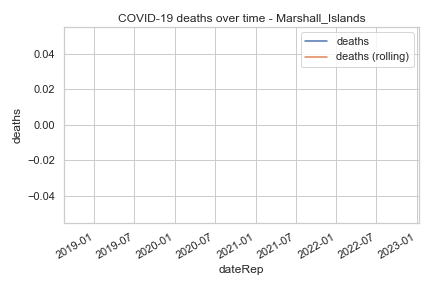 COVID-19 deaths over time - Marshall_Islands
deaths
deaths (rolling)
0.04
0.02
0.00
−0.02
−0.04
deaths
2019-01
2019-07
2020-01
2020-07
2021-01
2021-07
2022-01
2022-07
2023-01
dateRep